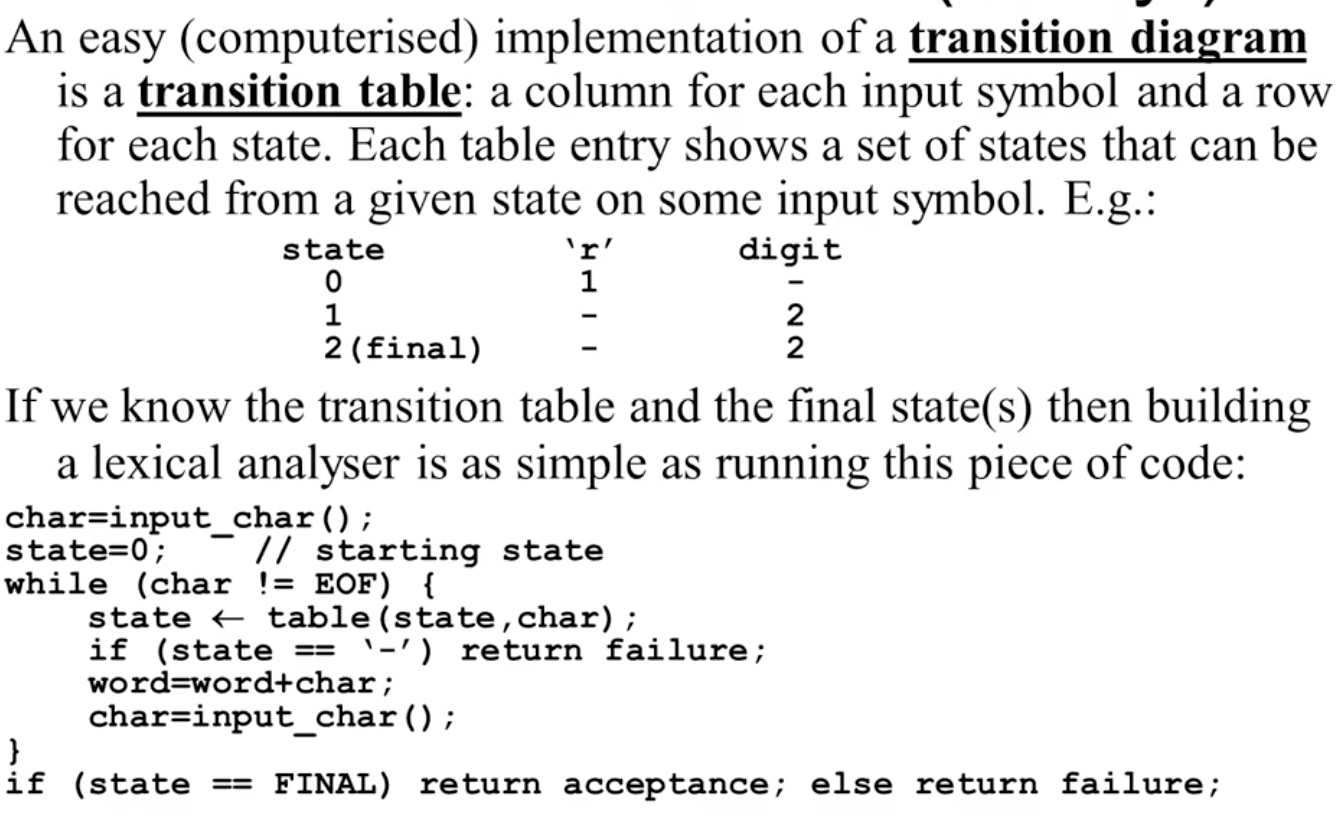 An easy (computerised) implementation of a transition diagram
is a transition table: a column for each input symbol and a row
for each state. Each table entry shows a set of states that can be
reached from a given state on some input symbol. E.g.:
state ‘r’ digit
0 1 -
1 - 2
2(final) - 2
If we know the transition table and the final state(s) then building
a lexical analyser is as simple as running this piece of code:
char=input_char();
state=0; // starting state
while (char != EOF) {
state ← table(state,char);
if (state == ‘-’) return failure;
word=word+char;
char=input_char();
}
if (state == FINAL) return acceptance; else return failure;